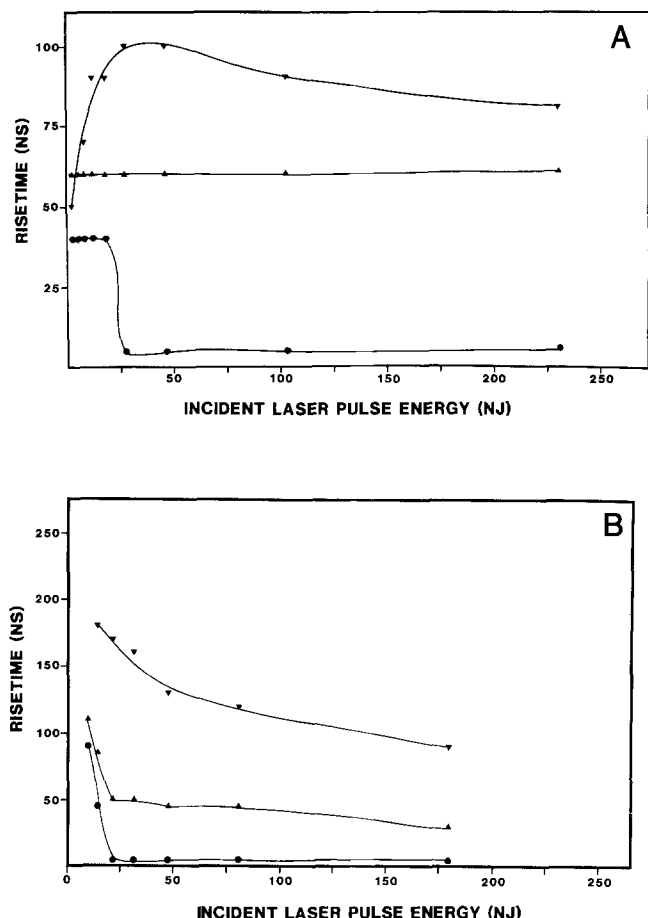 A
100
75
50
25
RISETIME (NS)
50 100 150 200 250
INCIDENT LASER PULSE ENERGY (NJ)
B
250
200
150
100
50
RISETIME (NS)
0 50 100 150 200 250
INCIDENT LASER PULSE ENERGY (NJ)